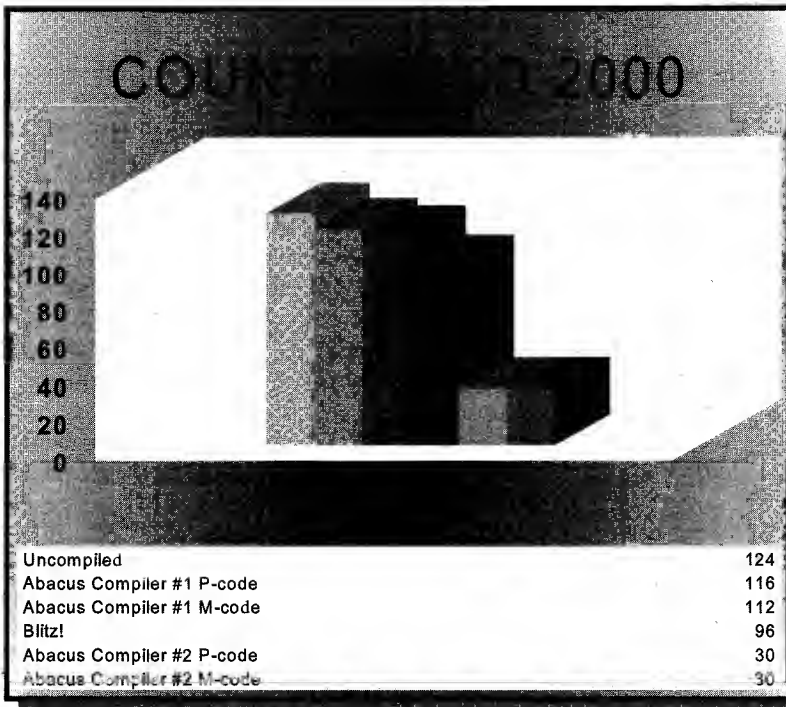 2000
140
120
100
80
60
40
20
0
Uncompiled 124
Abacus Compiler #1 P-code 116
Abacus Compiler #1 M-code 112
Blitz! 96
Abacus Compiler #2 P-code 30
Abacus Compiler #2 M-code 30